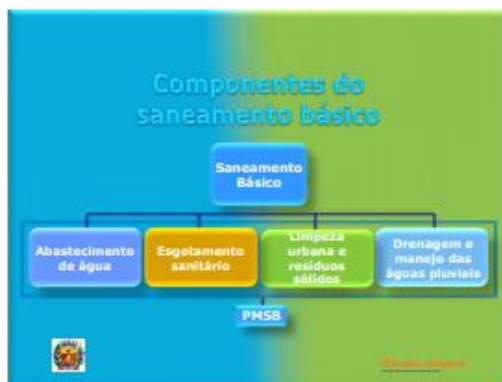 Componentes do
saneamento básico
Saneamento
Básico
Abastecimento
de água
Esgotamento
sanitário
Limpeza
urbana e
resíduos
sólidos
Drenagem e
manejo das
águas pluviais
PMSB